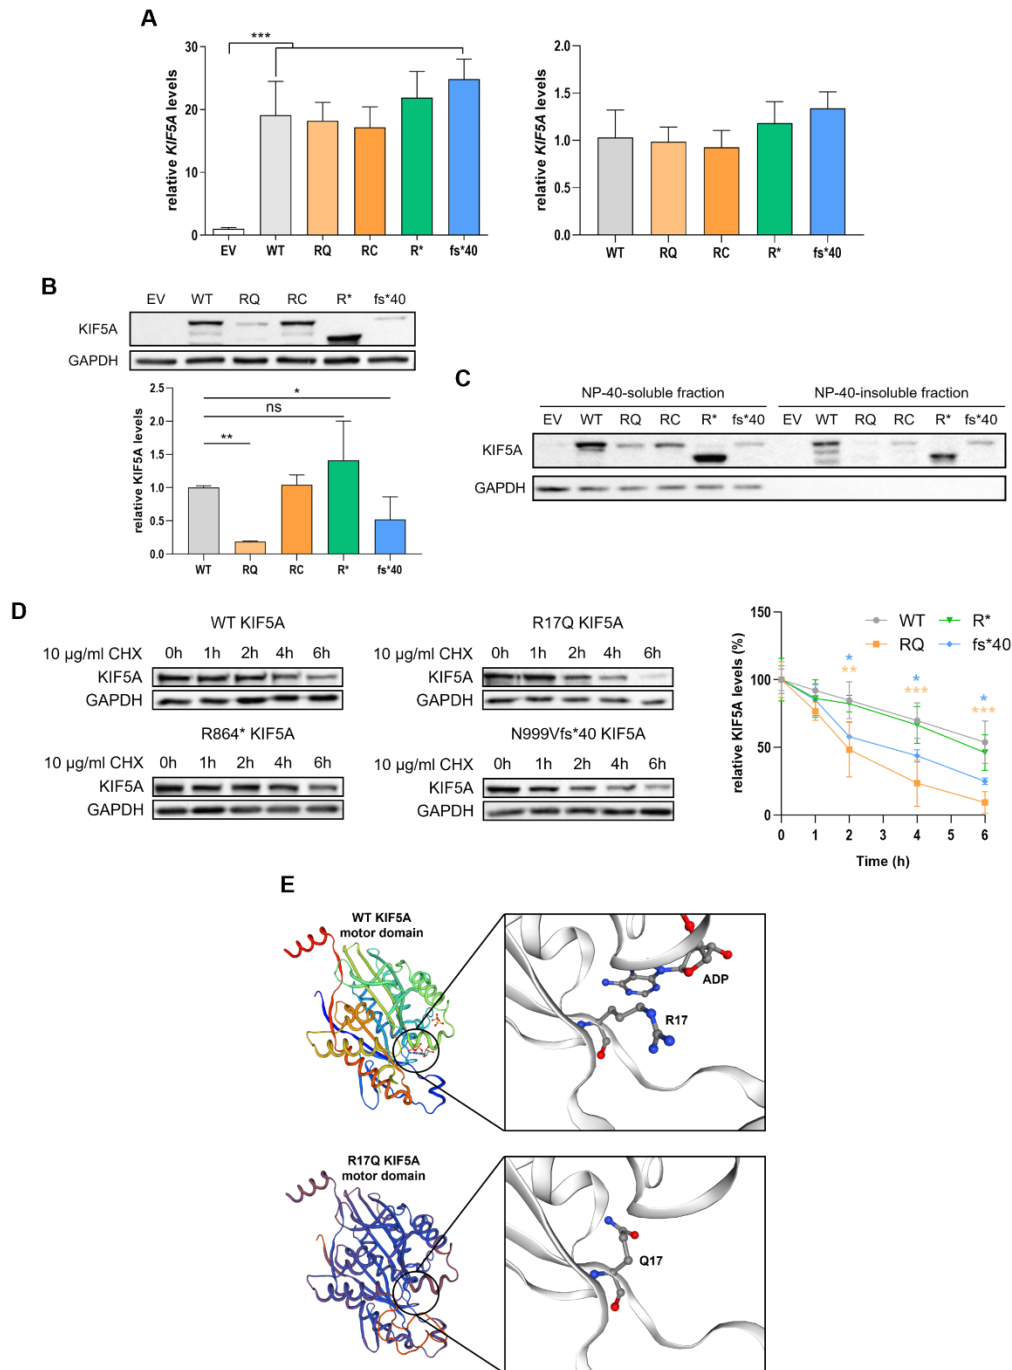 A
***
relative KIF5A levels
30
20
10
0
EV WT RQ RC R* fs*40
relative KIF5A levels
2.0
1.5
1.0
0.5
0.0
WT RQ RC R* fs*40
B
EV WT RQ RC R* fs*40
KIF5A
GAPDH
relative KIF5A levels
2.5
2.0
1.5
1.0
0.5
0.0
*
ns
**
WT RQ RC R* fs*40
C
NP-40-soluble fraction NP-40-insoluble fraction
EV WT RQ RC R* fs*40 EV WT RQ RC R* fs*40
KIF5A
GAPDH
D
WT KIF5A
10 µg/ml CHX 0h 1h 2h 4h 6h
KIF5A
GAPDH
R17Q KIF5A
10 µg/ml CHX 0h 1h 2h 4h 6h
KIF5A
GAPDH
R864* KIF5A
10 µg/ml CHX 0h 1h 2h 4h 6h
KIF5A
GAPDH
N999Vfs*40 KIF5A
10 µg/ml CHX 0h 1h 2h 4h 6h
KIF5A
GAPDH
relative KIF5A levels (%)
150
100
50
0
WT R*
RQ fs*40
* * *
** *** ***
0 1 2 3 4 5 6
Time (h)
E
WT KIF5A
motor domain
ADP
R17
R17Q KIF5A
motor domain
Q17